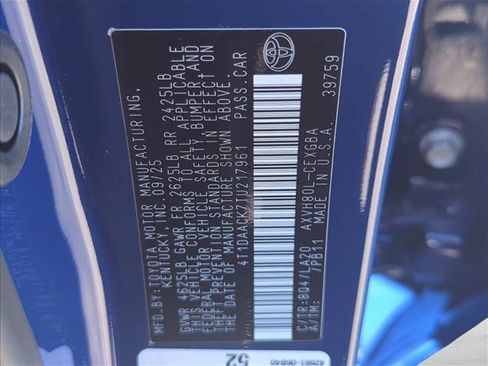 MFD. BY: TOYOTA MOTOR MANUFACTURING,
KENTUCKY, INC. 09/25
GVWR 4625LB GAWR FR 2625LB RR 2425LB
THIS VEHICLE CONFORMS TO ALL APPLICABLE
FEDERAL MOTOR VEHICLE SAFETY, BUMPER AND
THEFT PREVENTION STANDARDS IN EFFECT ON
THE DATE OF MANUFACTURE SHOWN ABOVE.
4T1DAACK7TU217961 PASS.CAR
C/TR:8Q4/LA20 AXVH80L-CEXGBA
A/TM: 7PB11 MADE IN U.S.A. 39759
52